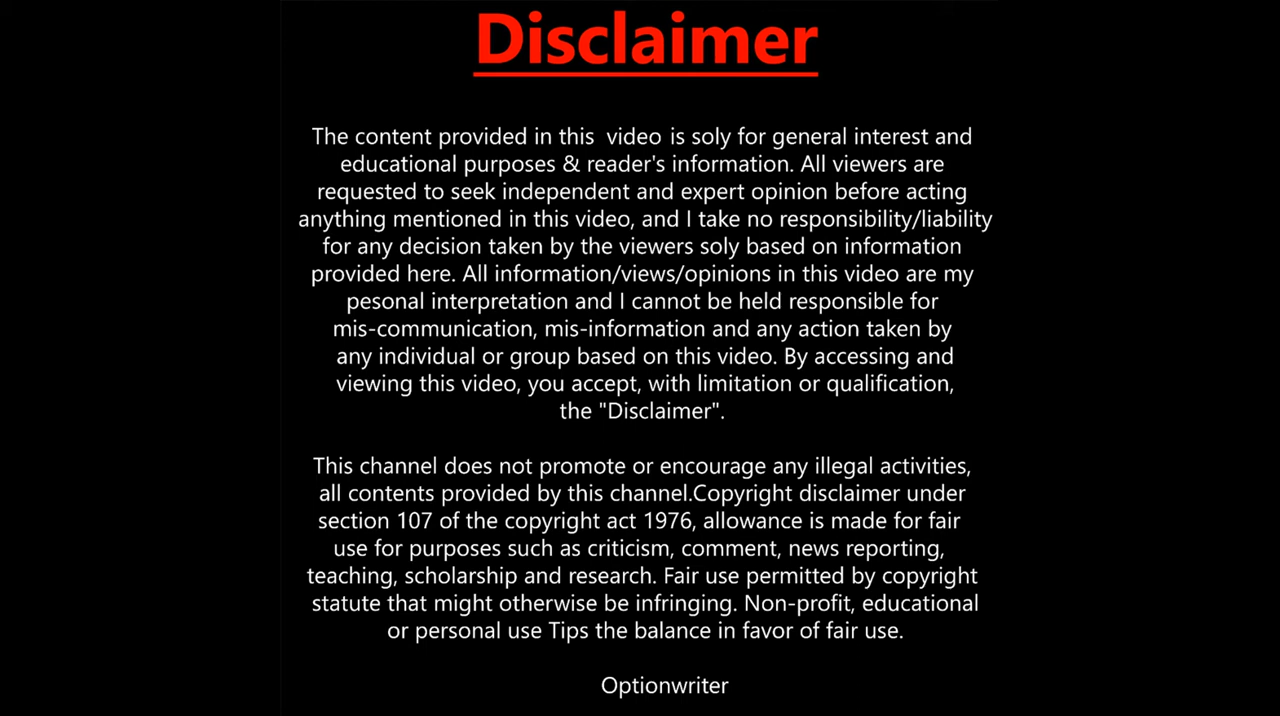 Disclaimer
The content provided in this video is soly for general interest and
educational purposes & reader's information. All viewers are
requested to seek independent and expert opinion before acting
anything mentioned in this video, and I take no responsibility/liability
for any decision taken by the viewers soly based on information
provided here. All information/views/opinions in this video are my
pesonal interpretation and I cannot be held responsible for
mis-communication, mis-information and any action taken by
any individual or group based on this video. By accessing and
viewing this video, you accept, with limitation or qualification,
the "Disclaimer".
This channel does not promote or encourage any illegal activities,
all contents provided by this channel.Copyright disclaimer under
section 107 of the copyright act 1976, allowance is made for fair
use for purposes such as criticism, comment, news reporting,
teaching, scholarship and research. Fair use permitted by copyright
statute that might otherwise be infringing. Non-profit, educational
or personal use Tips the balance in favor of fair use.
Optionwriter